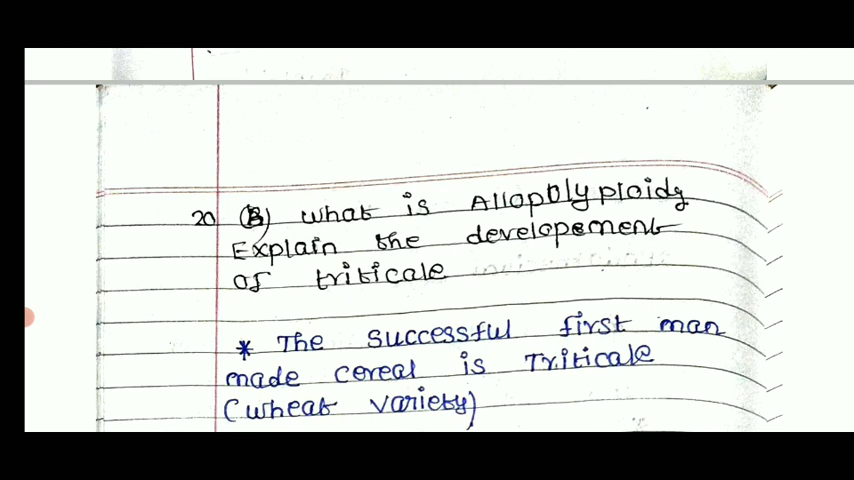 20 (B) what is Allopolyploidy
Explain the developement
of triticale
* The successful first man
made cereal is Triticale
(wheat variety)